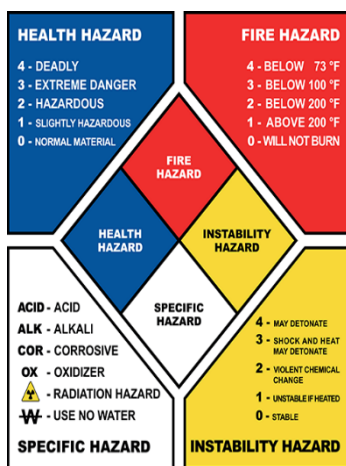 HEALTH HAZARD
4 - DEADLY
3 - EXTREME DANGER
2 - HAZARDOUS
1 - SLIGHTLY HAZARDOUS
0 - NORMAL MATERIAL
FIRE HAZARD
4 - BELOW 73 °F
3 - BELOW 100 °F
2 - BELOW 200 °F
1 - ABOVE 200 °F
0 - WILL NOT BURN
FIRE
HAZARD
HEALTH
HAZARD
INSTABILITY
HAZARD
SPECIFIC
HAZARD
ACID - ACID
ALK - ALKALI
COR - CORROSIVE
OX - OXIDIZER
- RADIATION HAZARD
W - USE NO WATER
SPECIFIC HAZARD
4 - MAY DETONATE
3 - SHOCK AND HEAT
MAY DETONATE
2 - VIOLENT CHEMICAL
CHANGE
1 - UNSTABLE IF HEATED
0 - STABLE
INSTABILITY HAZARD